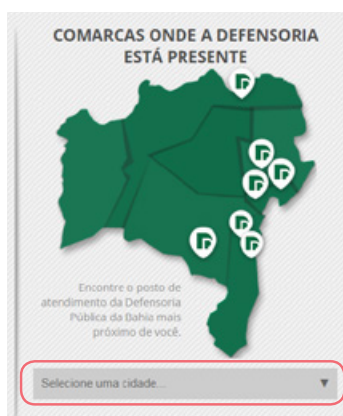 COMARCAS ONDE A DEFENSORIA
ESTÁ PRESENTE
Encontre o posto de
atendimento da Defensoria
Pública da Bahia mais
próximo de você.
Selecione uma cidade...